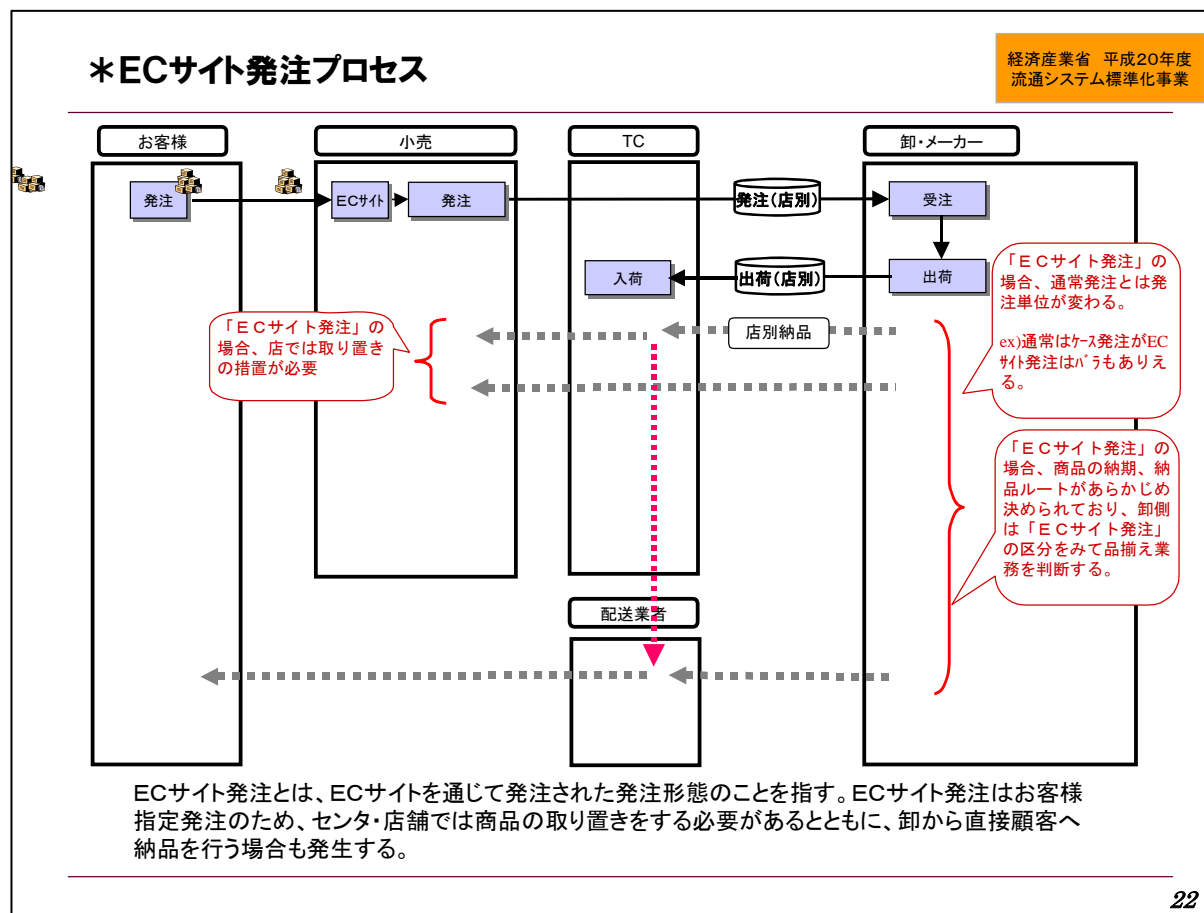 ＊ECサイト発注プロセス
経済産業省　平成20年度
流通システム標準化事業
お客様
小売
TC
卸・メーカー
発注
ECサイト
発注
発注(店別)
受注
入荷
出荷(店別)
出荷
「ＥＣサイト発注」の
場合、通常発注とは発
注単位が変わる。
ex)通常はｹｰｽ発注がEC
ｻｲﾄ発注はﾊﾞﾗもありえ
る。
「ＥＣサイト発注」の
場合、店では取り置き
の措置が必要
店別納品
「ＥＣサイト発注」の
場合、商品の納期、納
品ルートがあらかじめ
決められており、卸側
は「ＥＣサイト発注」
の区分をみて品揃え業
務を判断する。
配送業者
ECサイト発注とは、ECサイトを通じて発注された発注形態のことを指す。ECサイト発注はお客様
指定発注のため、センタ・店舗では商品の取り置きをする必要があるとともに、卸から直接顧客へ
納品を行う場合も発生する。
22